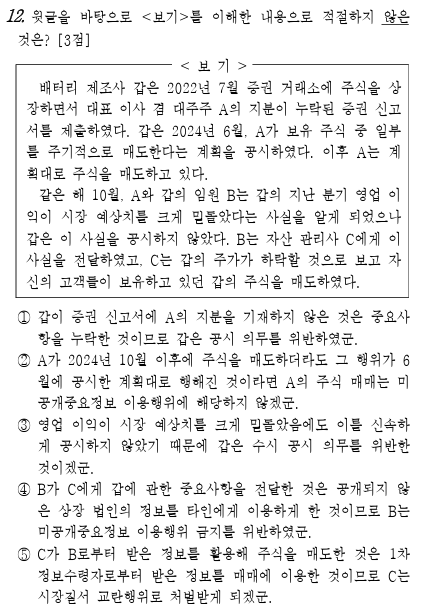 12. 윗글을 바탕으로 <보기>를 이해한 내용으로 적절하지 않은
것은? [3점]
< 보 기 >
배터리 제조사 갑은 2022년 7월 증권 거래소에 주식을 상
장하면서 대표 이사 겸 대주주 A의 지분이 누락된 증권 신고
서를 제출하였다. 갑은 2024년 6월, A가 보유 주식 중 일부
를 주기적으로 매도한다는 계획을 공시하였다. 이후 A는 계
획대로 주식을 매도하고 있다.
같은 해 10월, A와 갑의 임원 B는 갑의 지난 분기 영업 이
익이 시장 예상치를 크게 밑돌았다는 사실을 알게 되었으나
갑은 이 사실을 공시하지 않았다. B는 자산 관리사 C에게 이
사실을 전달하였고, C는 갑의 주가가 하락할 것으로 보고 자
신의 고객들이 보유하고 있던 갑의 주식을 매도하였다.
① 갑이 증권 신고서에 A의 지분을 기재하지 않은 것은 중요사
항을 누락한 것이므로 갑은 공시 의무를 위반하였군.
② A가 2024년 10월 이후에 주식을 매도하더라도 그 행위가 6
월에 공시한 계획대로 행해진 것이라면 A의 주식 매매는 미
공개중요정보 이용행위에 해당하지 않겠군.
③ 영업 이익이 시장 예상치를 크게 밑돌았음에도 이를 신속하
게 공시하지 않았기 때문에 갑은 수시 공시 의무를 위반한
것이겠군.
④ B가 C에게 갑에 관한 중요사항을 전달한 것은 공개되지 않
은 상장 법인의 정보를 타인에게 이용하게 한 것이므로 B는
미공개중요정보 이용행위 금지를 위반하였군.
⑤ C가 B로부터 받은 정보를 활용해 주식을 매도한 것은 1차
정보수령자로부터 받은 정보를 매매에 이용한 것이므로 C는
시장질서 교란행위로 처벌받게 되겠군.